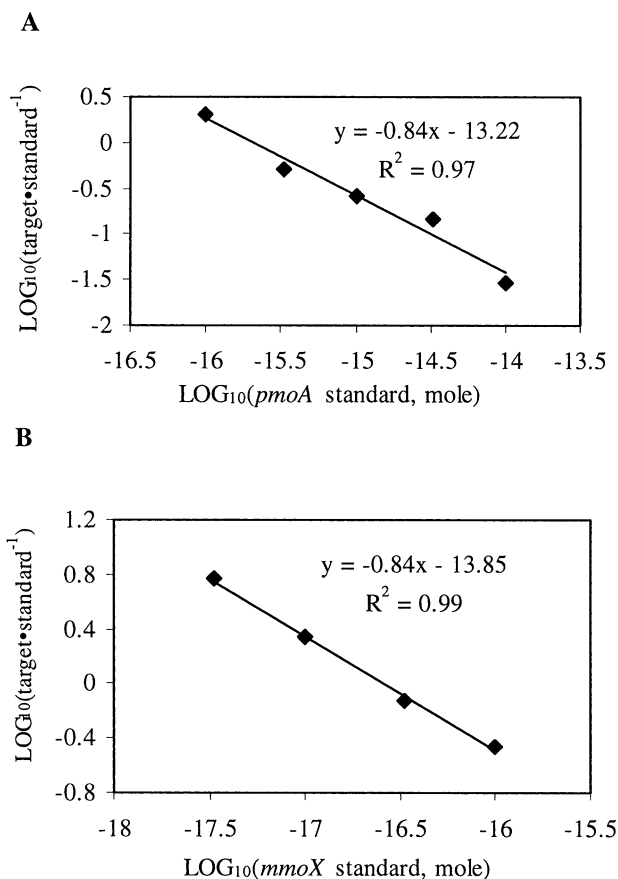 A
LOG10(target•standard-1)
0.5
0
-0.5
-1
-1.5
-2
y = -0.84x - 13.22
R2 = 0.97
-16.5 -16 -15.5 -15 -14.5 -14 -13.5
LOG10(pmoA standard, mole)
B
LOG10(target•standard-1)
1.2
0.8
0.4
0
-0.4
-0.8
y = -0.84x - 13.85
R2 = 0.99
-18 -17.5 -17 -16.5 -16 -15.5
LOG10(mmoX standard, mole)